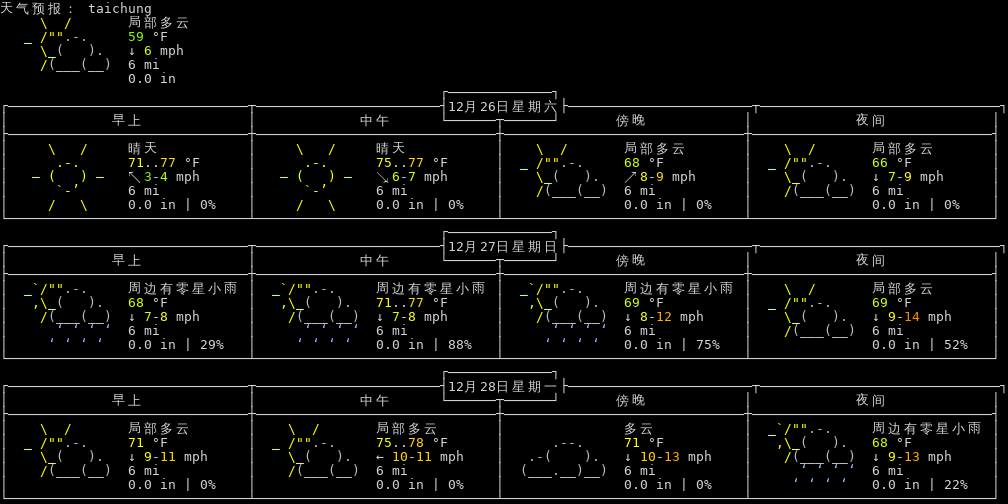 天气预报： taichung
局部多云
59 °F
↓ 6 mph
6 mi
0.0 in
12月26日星期六
早上 中午 傍晚 夜间
晴天 晴天 局部多云 局部多云
71..77 °F 75..77 °F 68 °F 66 °F
↖ 3-4 mph ↘ 6-7 mph ↗ 8-9 mph ↓ 7-9 mph
6 mi 6 mi 6 mi 6 mi
0.0 in | 0% 0.0 in | 0% 0.0 in | 0% 0.0 in | 0%
12月27日星期日
早上 中午 傍晚 夜间
周边有零星小雨 周边有零星小雨 周边有零星小雨 局部多云
68 °F 71..77 °F 69 °F 69 °F
↓ 7-8 mph ↓ 7-8 mph ↓ 8-12 mph ↓ 9-14 mph
6 mi 6 mi 6 mi 6 mi
0.0 in | 29% 0.0 in | 88% 0.0 in | 75% 0.0 in | 52%
12月28日星期一
早上 中午 傍晚 夜间
局部多云 局部多云 多云 周边有零星小雨
71 °F 75..78 °F 71 °F 68 °F
↓ 9-11 mph ← 10-11 mph ↓ 10-13 mph ↓ 9-13 mph
6 mi 6 mi 6 mi 6 mi
0.0 in | 0% 0.0 in | 0% 0.0 in | 0% 0.0 in | 22%